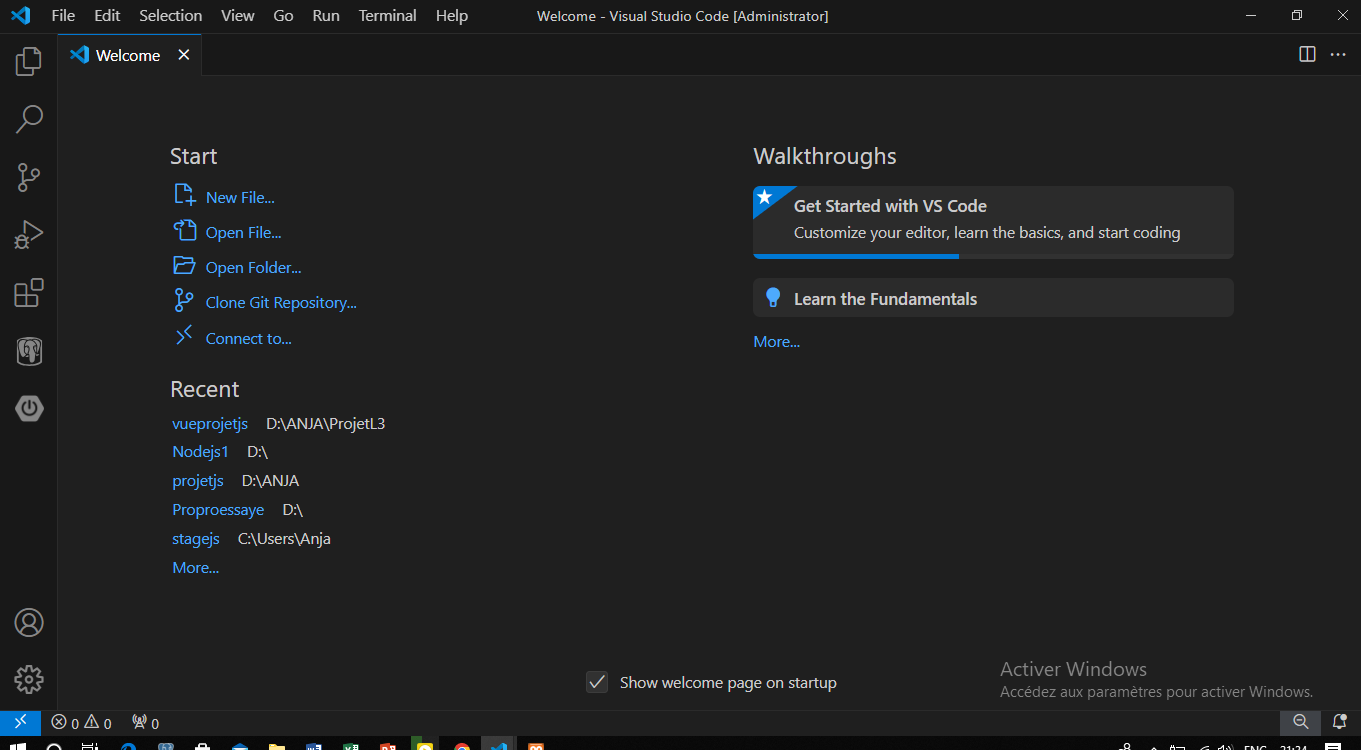 File Edit Selection View Go Run Terminal Help Welcome - Visual Studio Code [Administrator]
Welcome
Start
New File...
Open File...
Open Folder...
Clone Git Repository...
Connect to...
Recent
vueprojetjs D:\ANJA\ProjetL3
Nodejs1 D:\
projetjs D:\ANJA
Proproessaye D:\
stagejs C:\Users\Anja
More...
Walkthroughs
Get Started with VS Code
Customize your editor, learn the basics, and start coding
Learn the Fundamentals
More...
Show welcome page on startup
Activer Windows
Accédez aux paramètres pour activer Windows.
0 0 0
ENG 21:24